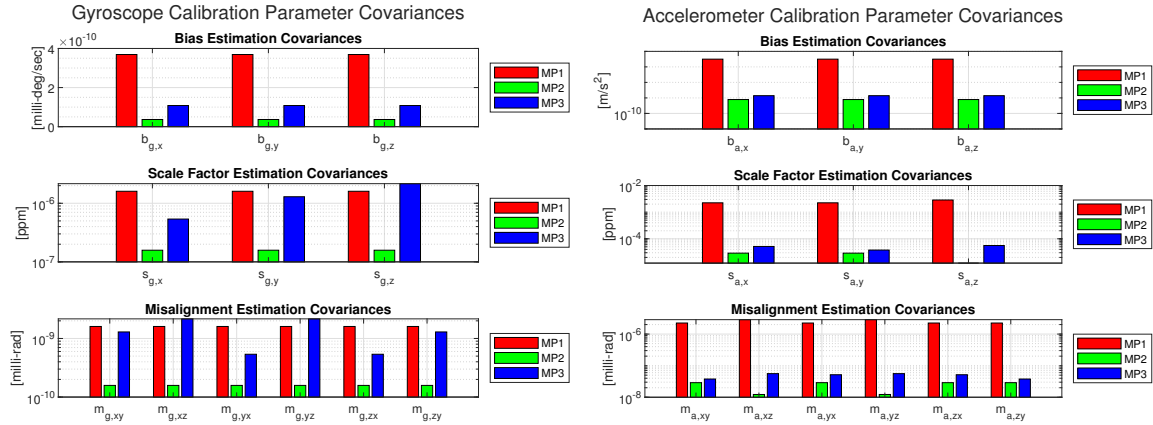 Gyroscope Calibration Parameter Covariances
×10^-10
Bias Estimation Covariances
[milli-deg/sec]
4
2
0
b_g,x
b_g,y
b_g,z
MP1
MP2
MP3
Scale Factor Estimation Covariances
[ppm]
10^-6
10^-7
s_g,x
s_g,y
s_g,z
MP1
MP2
MP3
Misalignment Estimation Covariances
[milli-rad]
10^-9
10^-10
m_g,xy
m_g,xz
m_g,yx
m_g,yz
m_g,zx
m_g,zy
MP1
MP2
MP3
Accelerometer Calibration Parameter Covariances
Bias Estimation Covariances
[m/s^2]
10^-10
b_a,x
b_a,y
b_a,z
MP1
MP2
MP3
Scale Factor Estimation Covariances
[ppm]
10^-2
10^-4
s_a,x
s_a,y
s_a,z
MP1
MP2
MP3
Misalignment Estimation Covariances
[milli-rad]
10^-6
10^-8
m_a,xy
m_a,xz
m_a,yx
m_a,yz
m_a,zx
m_a,zy
MP1
MP2
MP3